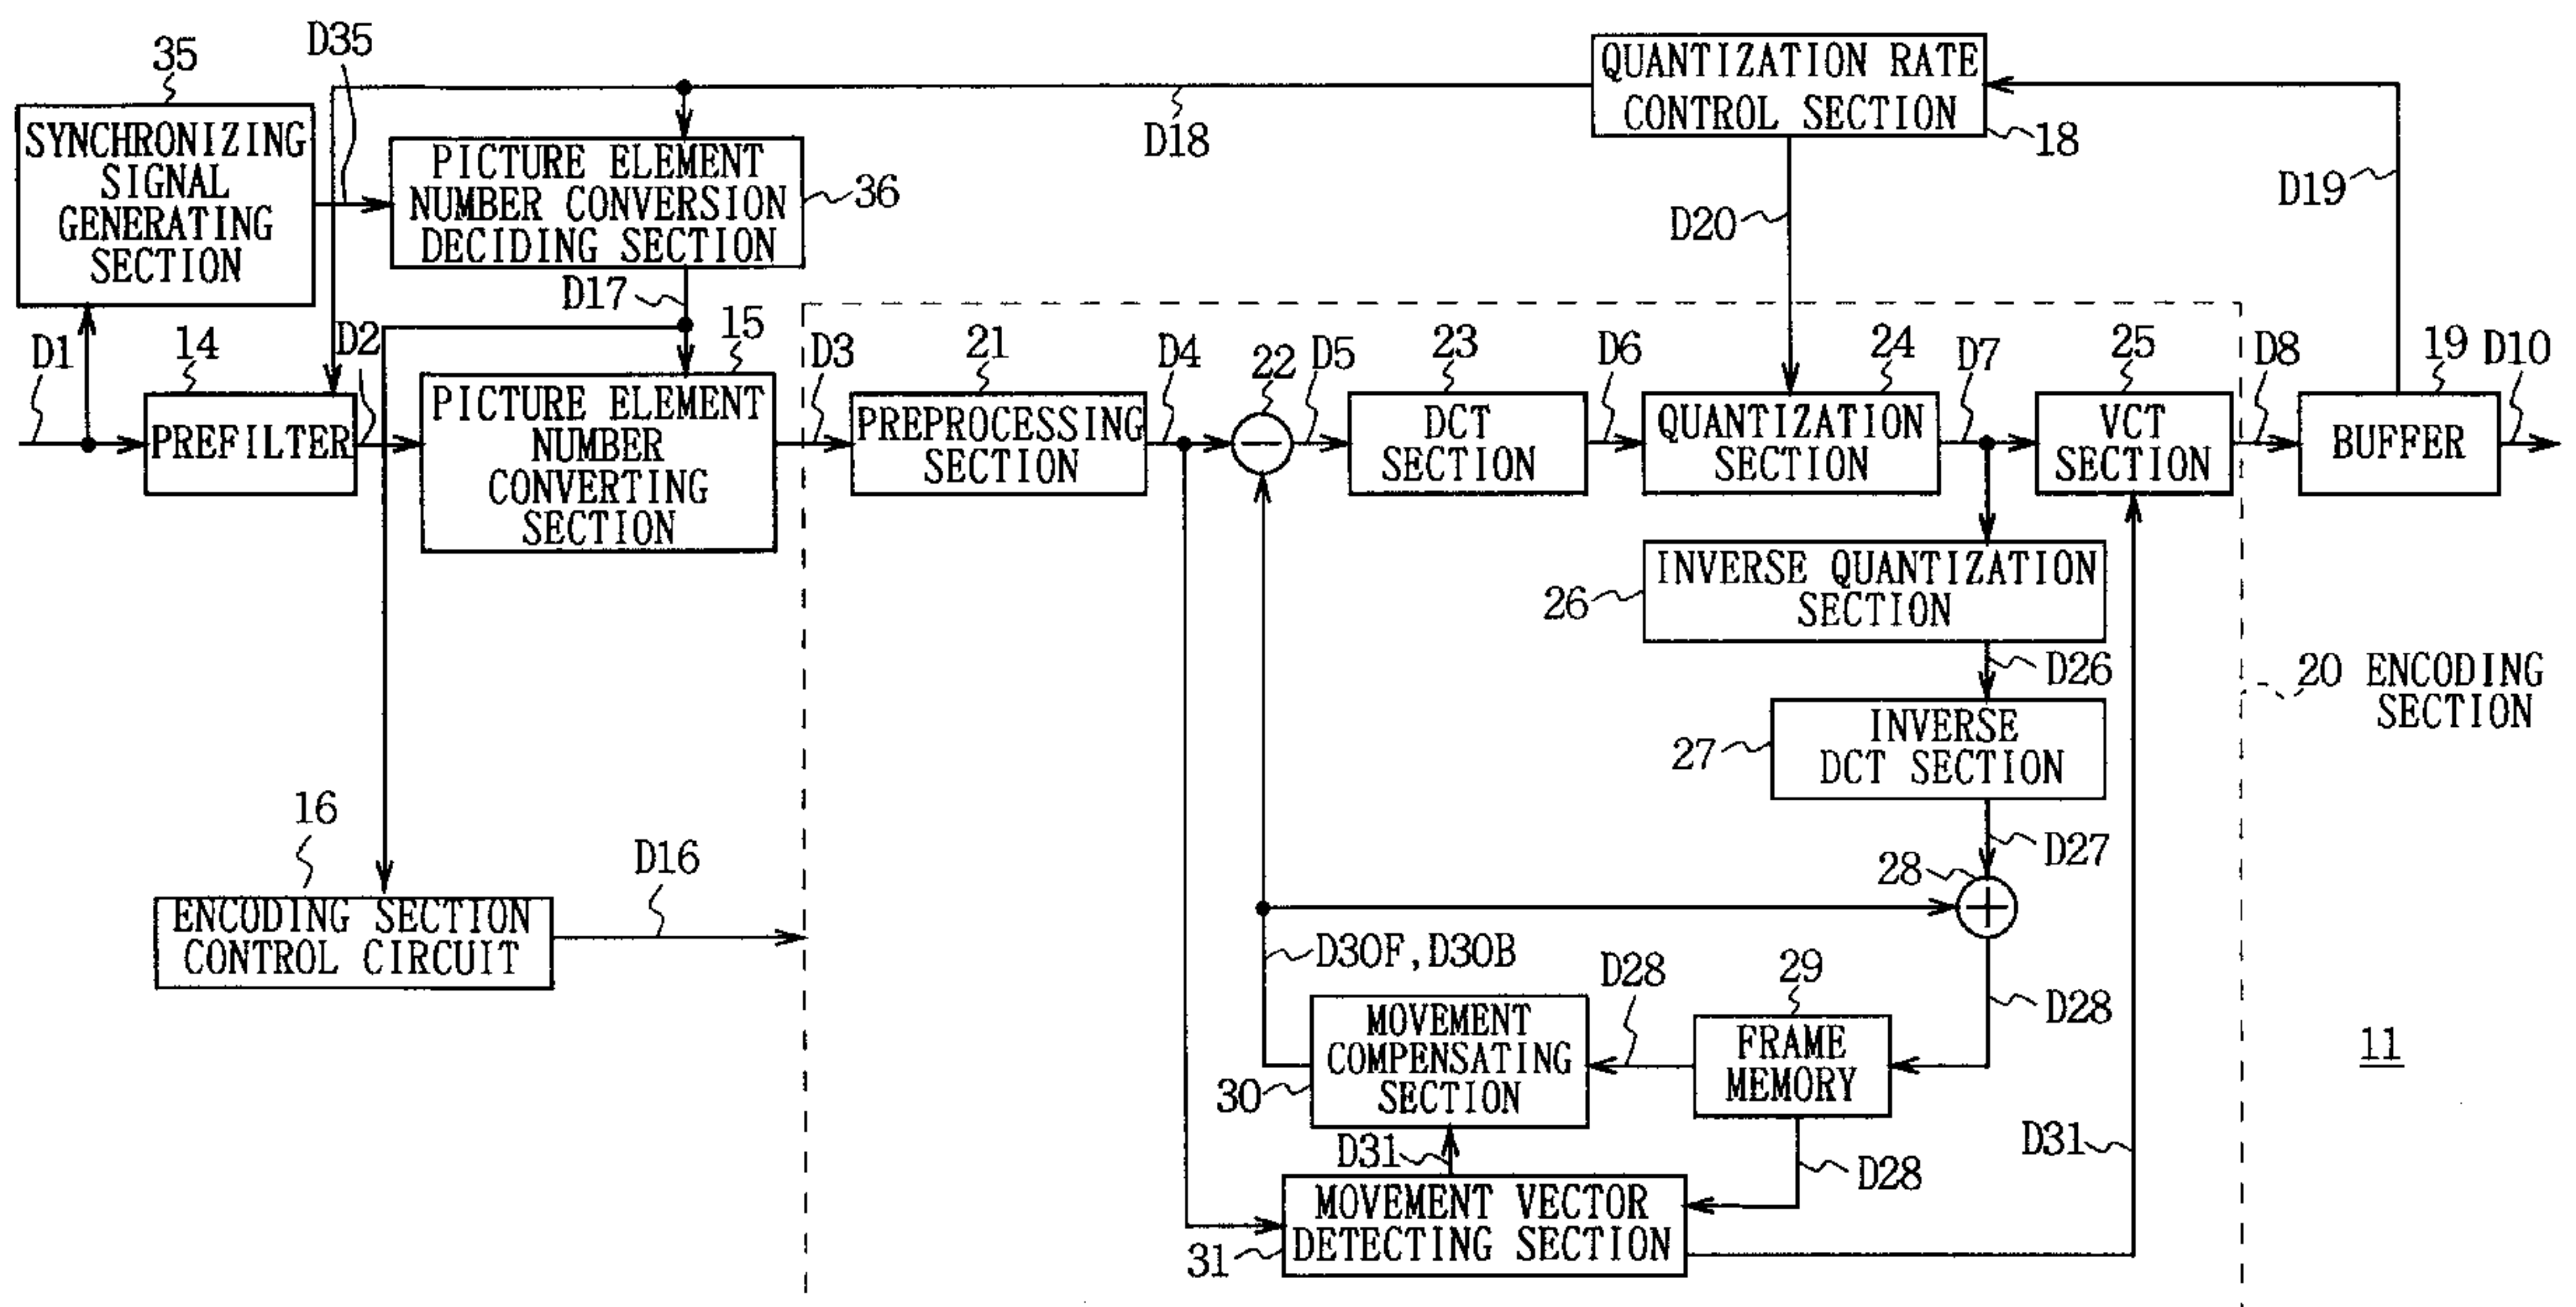 35
D35
SYNCHRONIZING
SIGNAL
GENERATING
SECTION
PICTURE ELEMENT
NUMBER CONVERSION
DECIDING SECTION
36
D18
QUANTIZATION RATE
CONTROL SECTION
18
D19
D20
D17
D1
14
PREFILTER
D2
15
PICTURE ELEMENT
NUMBER
CONVERTING
SECTION
D3
21
PREPROCESSING
SECTION
D4
22
D5
23
DCT
SECTION
D6
24
QUANTIZATION
SECTION
D7
25
VCT
SECTION
D8
19
BUFFER
D10
26
INVERSE QUANTIZATION
SECTION
D26
20 ENCODING
SECTION
27
INVERSE
DCT SECTION
D27
28
16
ENCODING SECTION
CONTROL CIRCUIT
D16
D30F, D30B
D28
29
D28
MOVEMENT
COMPENSATING
SECTION
30
FRAME
MEMORY
11
D31
D28
D31
MOVEMENT VECTOR
DETECTING SECTION
31